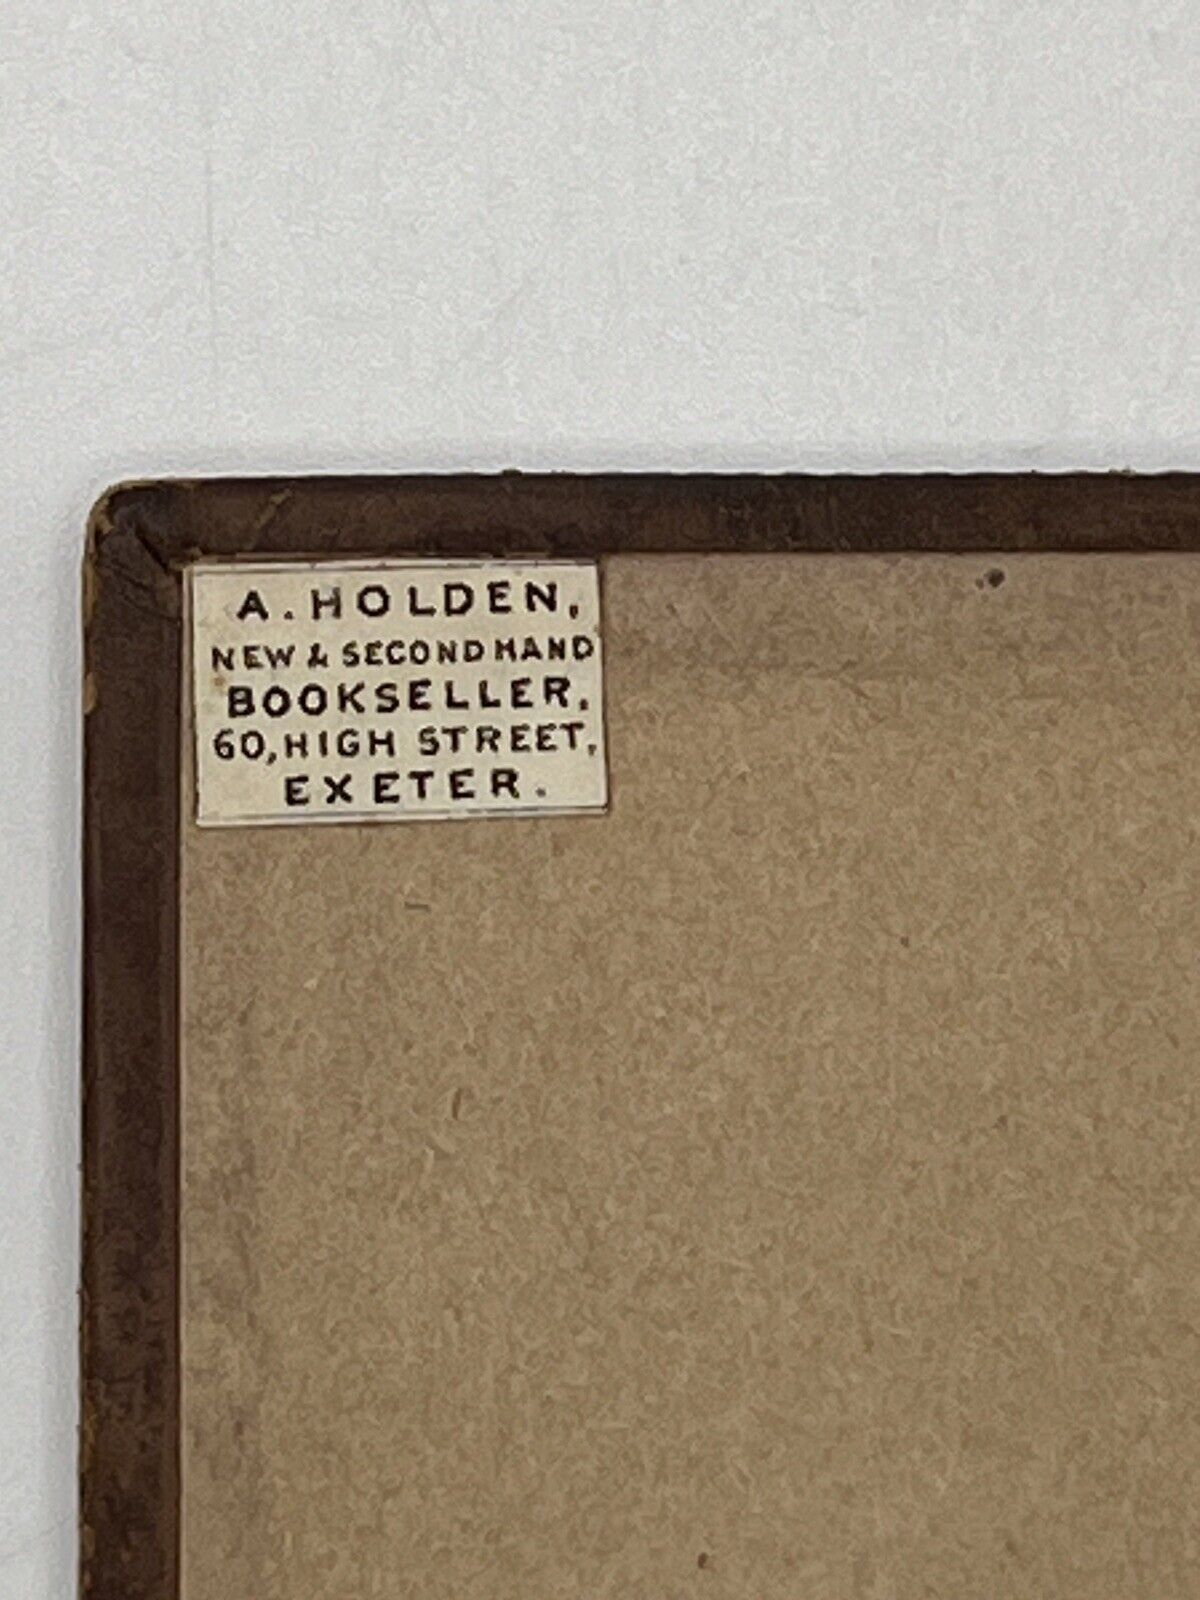 A. HOLDEN,
NEW & SECOND HAND
BOOKSELLER,
60, HIGH STREET,
EXETER.